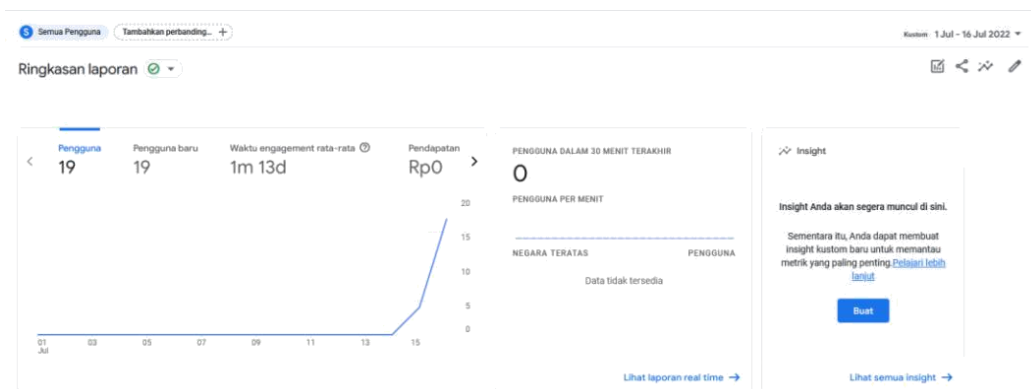 S Semua Pengguna Tambahkan perbanding... +
Kustom 1 Jul - 16 Jul 2022
Ringkasan laporan
Pengguna Pengguna baru Waktu engagement rata-rata Pendapatan
19 19 1m 13d Rp0
20
15
10
5
0
01 03 05 07 09 11 13 15
Jul
PENGGUNA DALAM 30 MENIT TERAKHIR
0
PENGGUNA PER MENIT
NEGARA TERATAS PENGGUNA
Data tidak tersedia
Lihat laporan real time →
Insight
Insight Anda akan segera muncul di sini.
Sementara itu, Anda dapat membuat
insight kustom baru untuk memantau
metrik yang paling penting.Pelajari lebih
lanjut
Buat
Lihat semua insight →